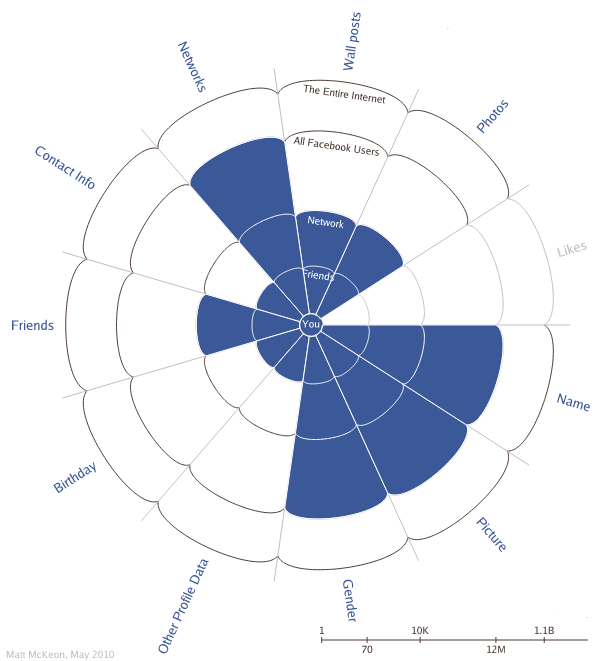 Wall posts
Networks
Photos
The Entire Internet
All Facebook Users
Contact Info
Network
Likes
Friends
Friends
You
Name
Birthday
Picture
Other Profile Data
Gender
1
10K
1.1B
70
12M
Matt McKeon, May 2010